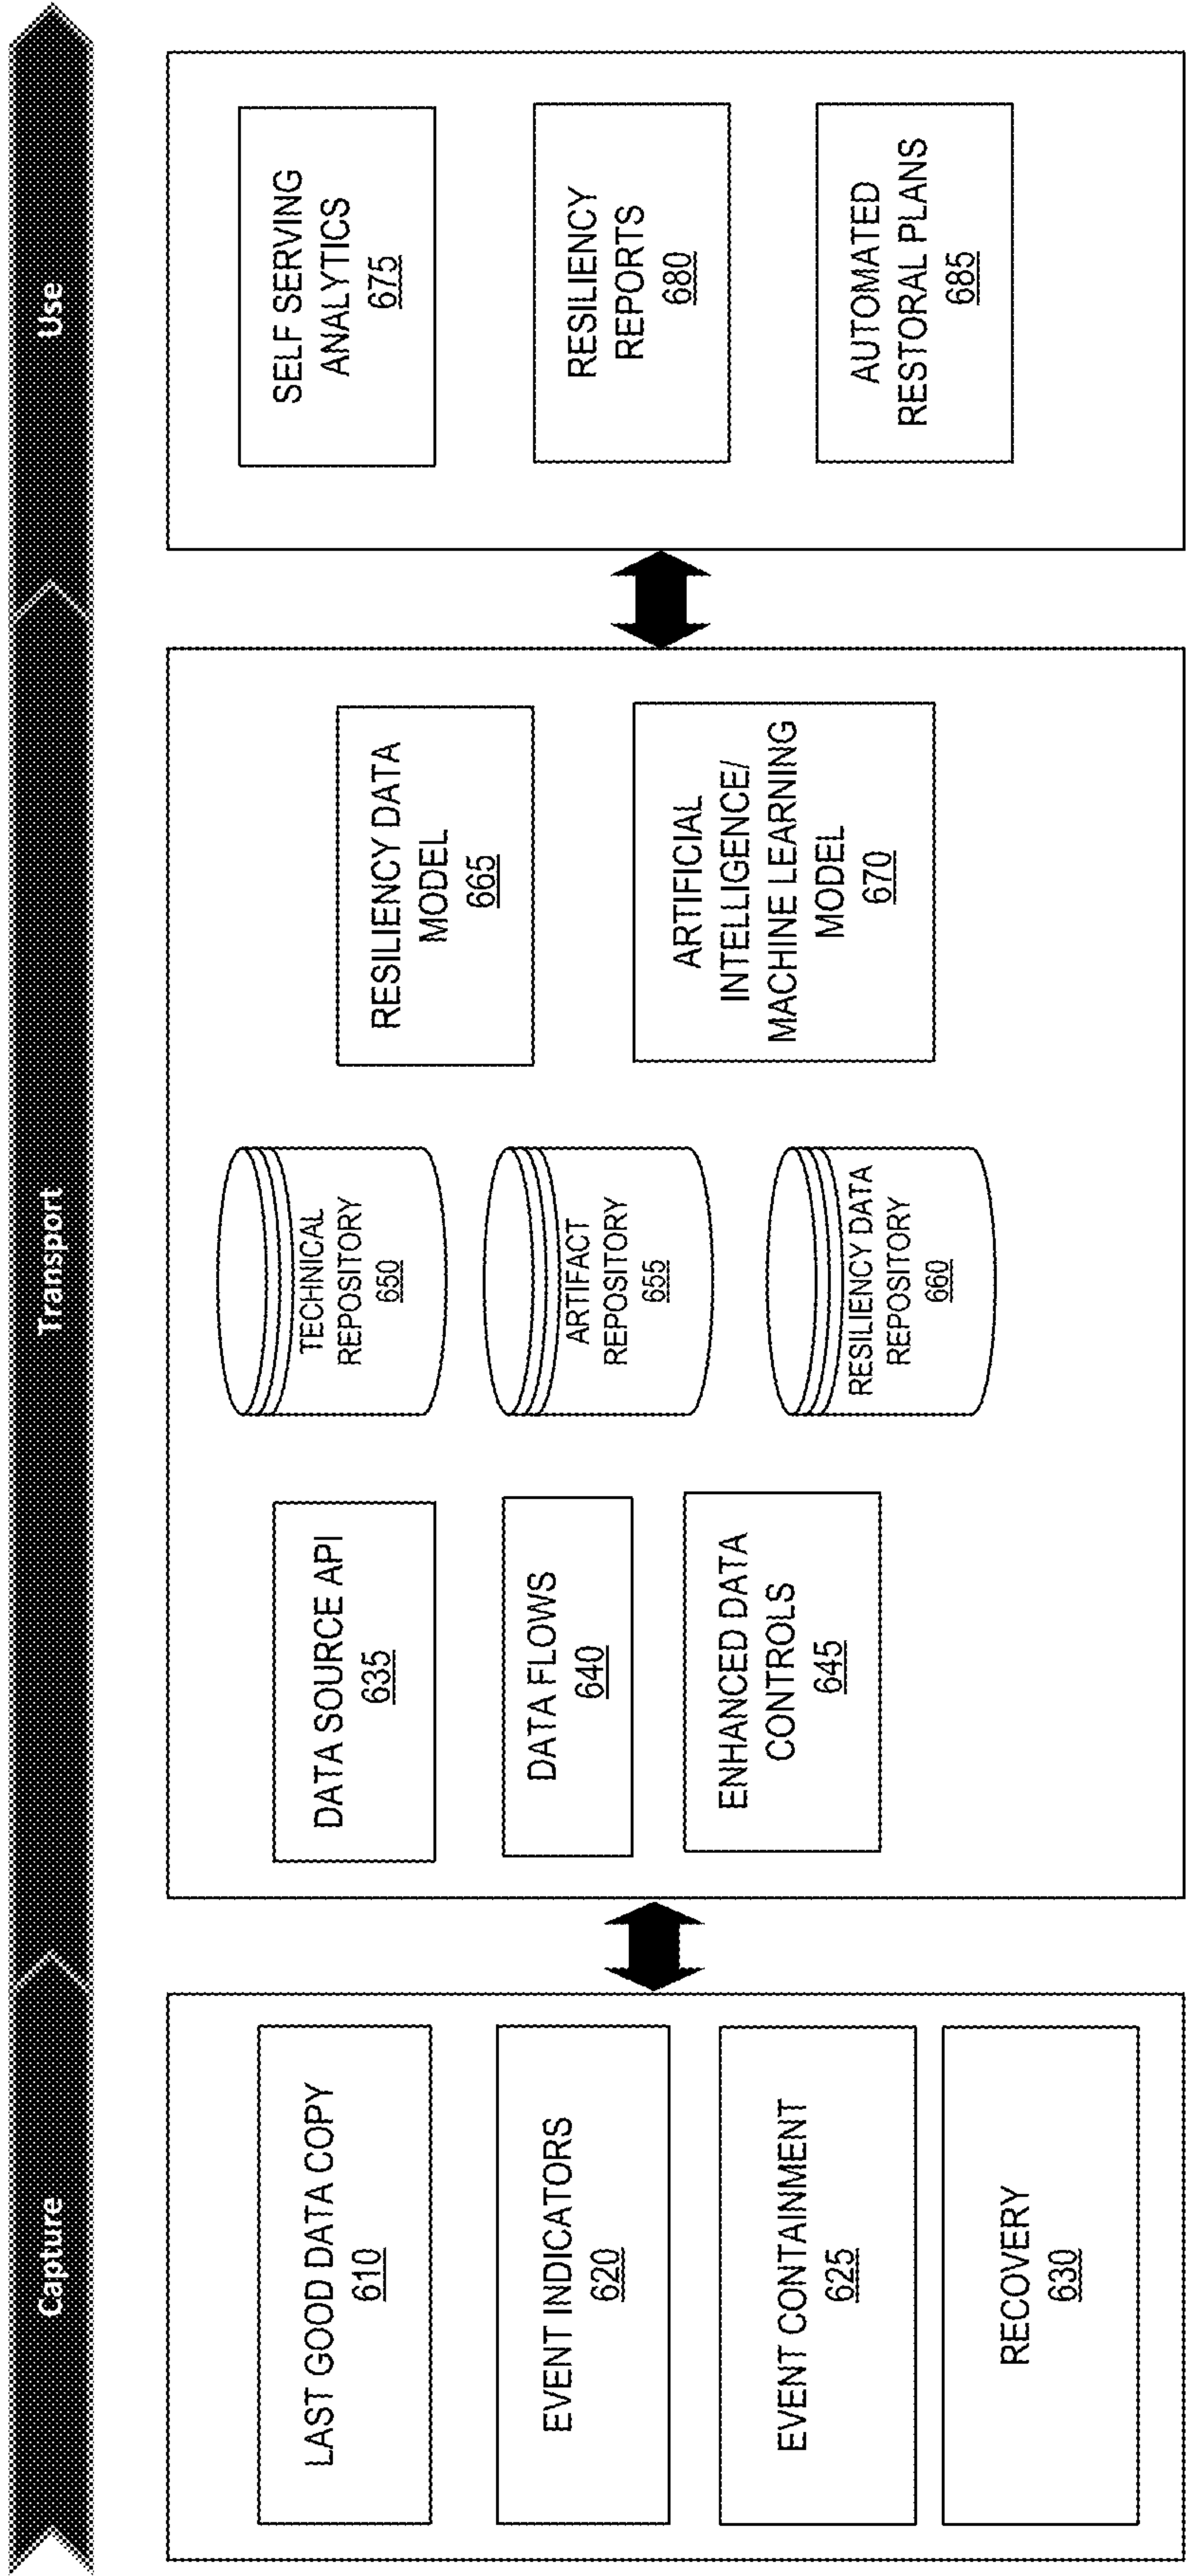 Capture
Transport
Use
LAST GOOD DATA COPY
610
EVENT INDICATORS
620
EVENT CONTAINMENT
625
RECOVERY
630
DATA SOURCE API
635
DATA FLOWS
640
ENHANCED DATA
CONTROLS
645
TECHNICAL
REPOSITORY
650
ARTIFACT
REPOSITORY
655
RESILIENCY DATA
REPOSITORY
660
RESILIENCY DATA
MODEL
665
ARTIFICIAL
INTELLIGENCE/
MACHINE LEARNING
MODEL
670
SELF SERVING
ANALYTICS
675
RESILIENCY
REPORTS
680
AUTOMATED
RESTORAL PLANS
685